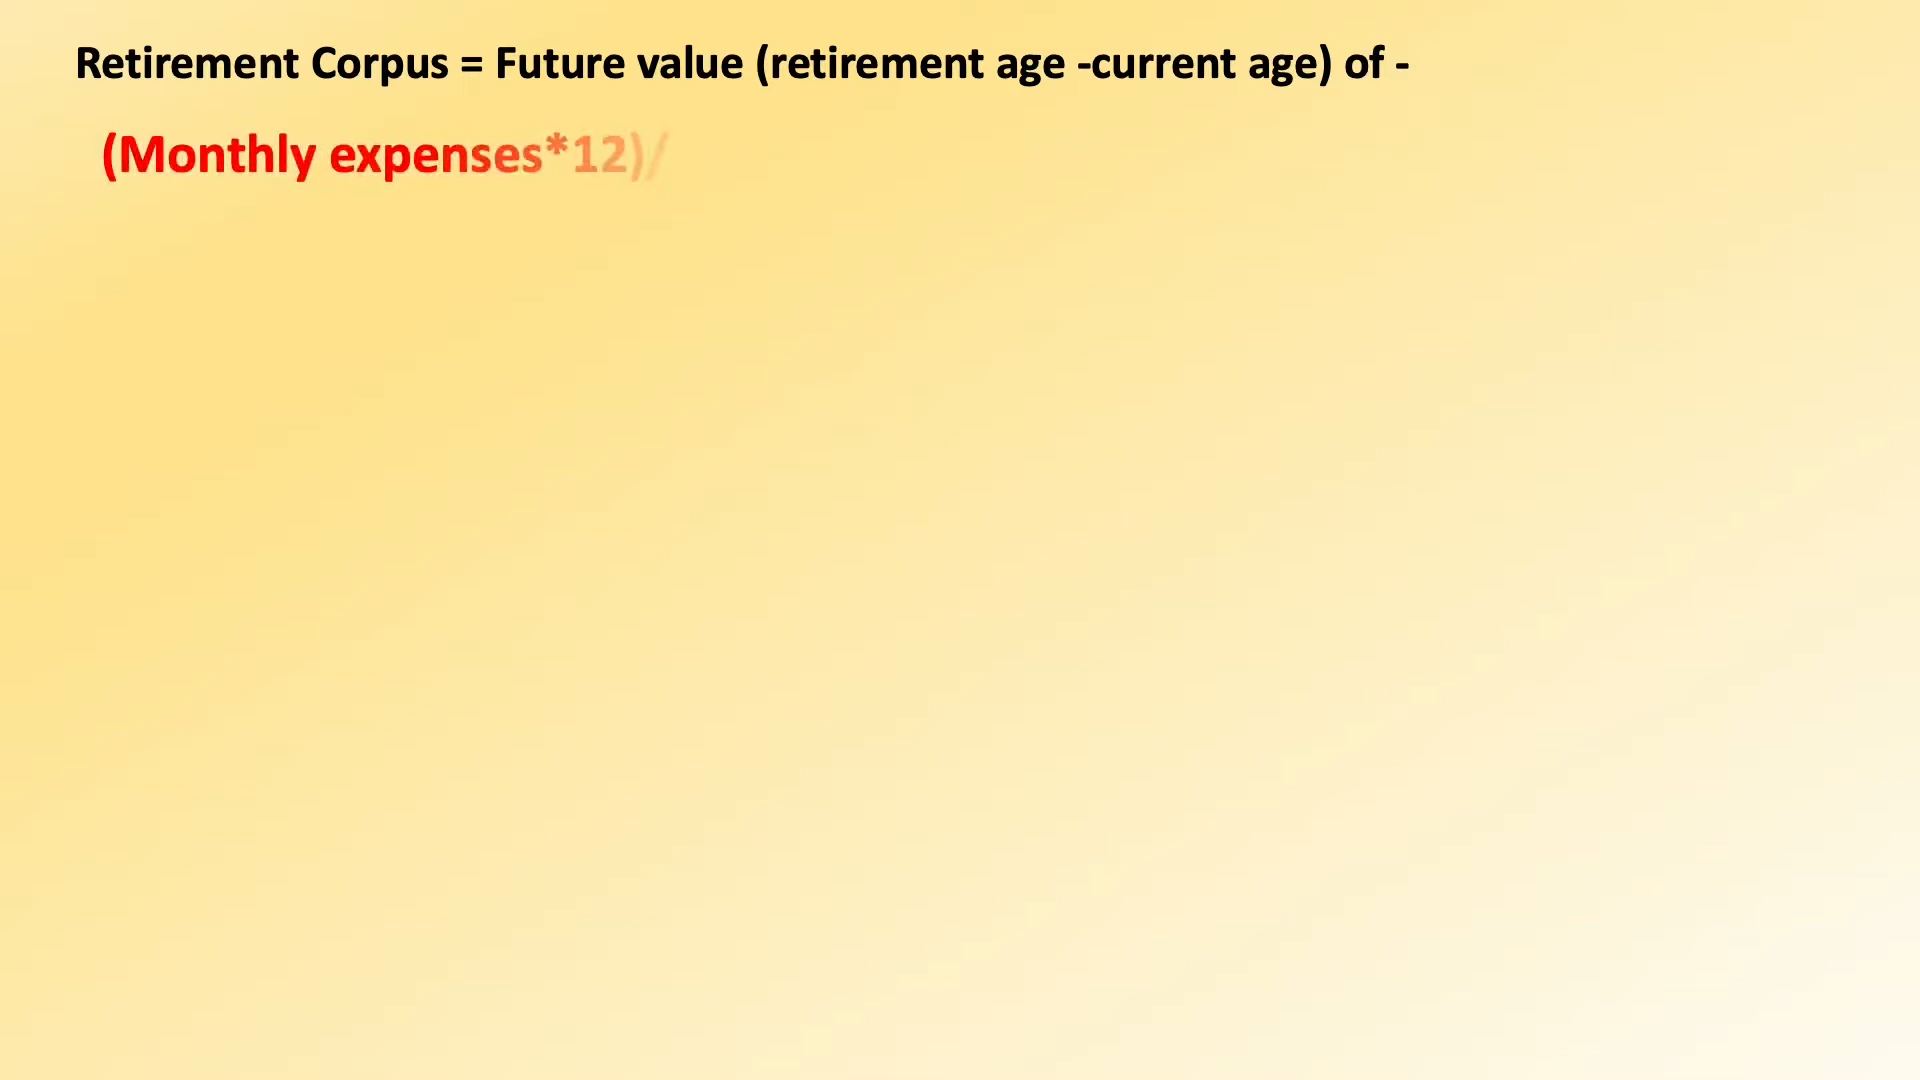 Retirement Corpus = Future value (retirement age -current age) of -
(Monthly expenses*12)/